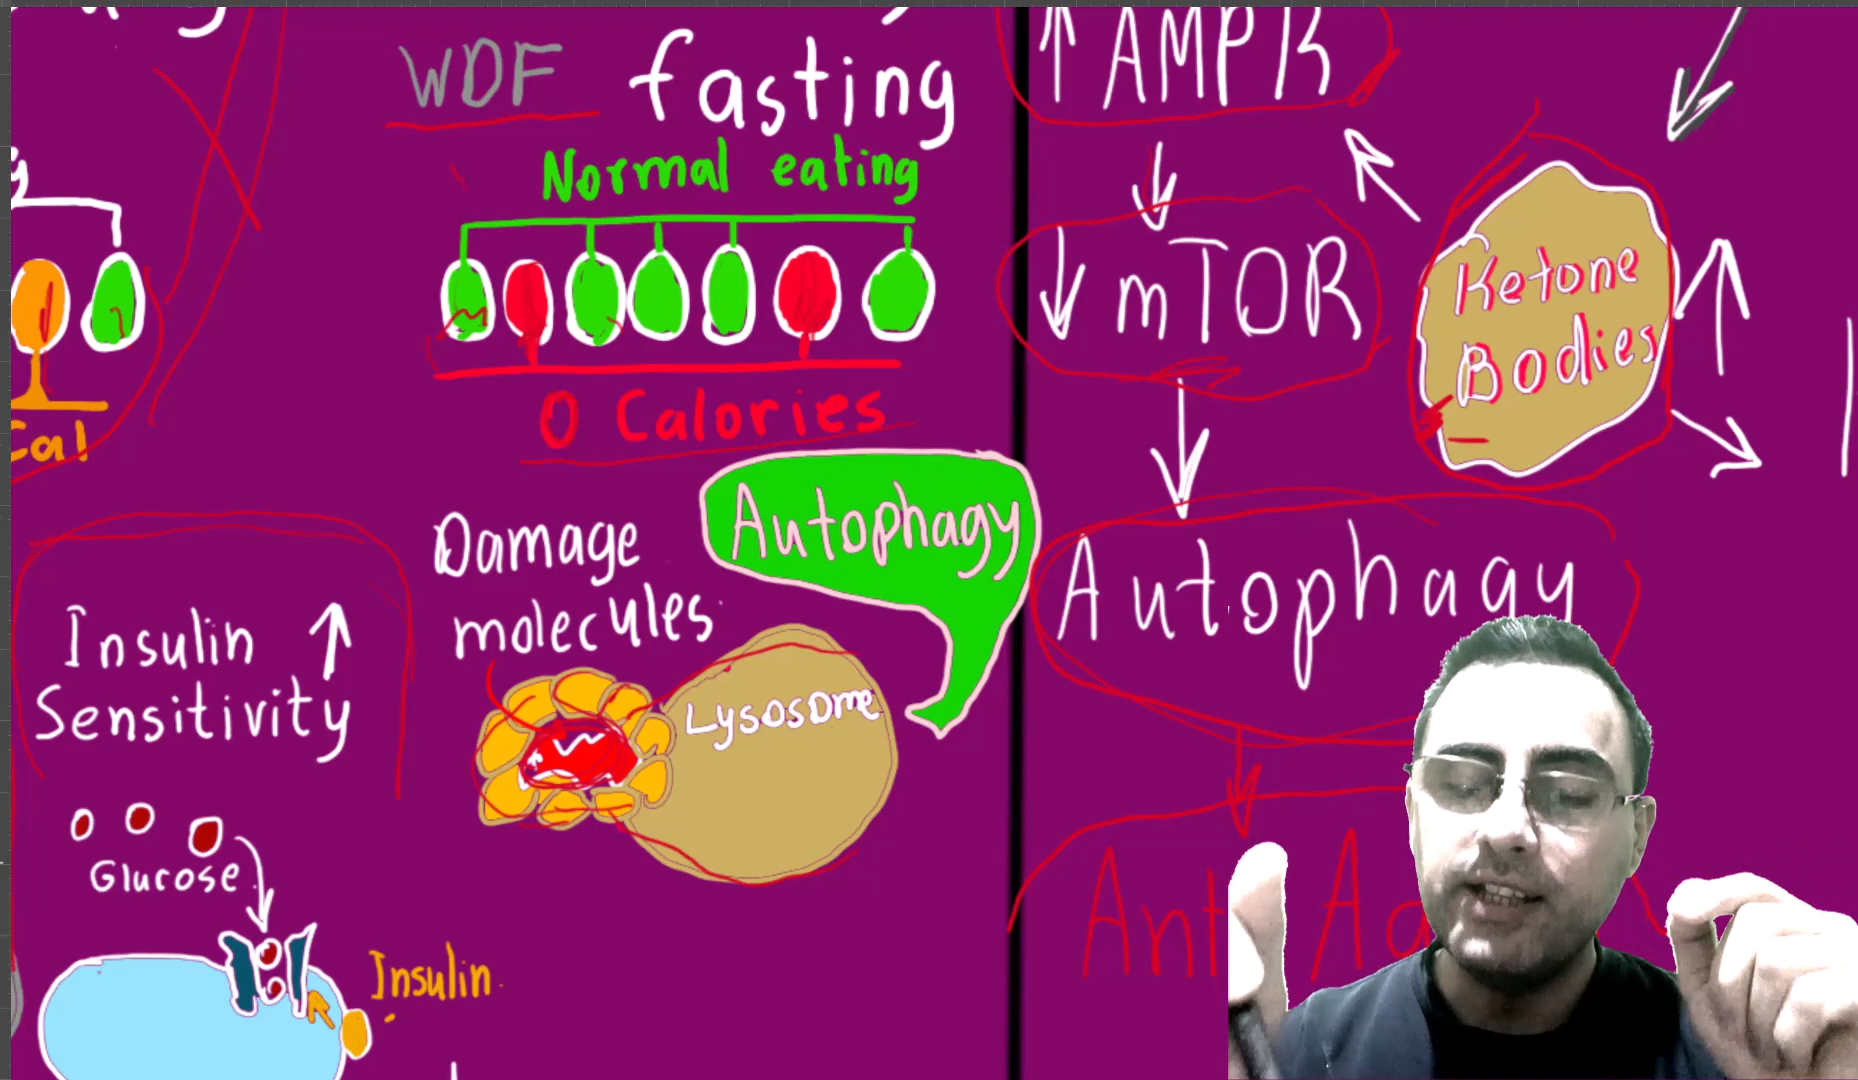 WDF fasting
Normal eating
0 Calories
Cal
Damage
molecules
Autophagy
Lysosome
Insulin
Sensitivity
Glucose
Insulin
↑ AMPK
↓ mTOR
Ketone
Bodies
Autophagy